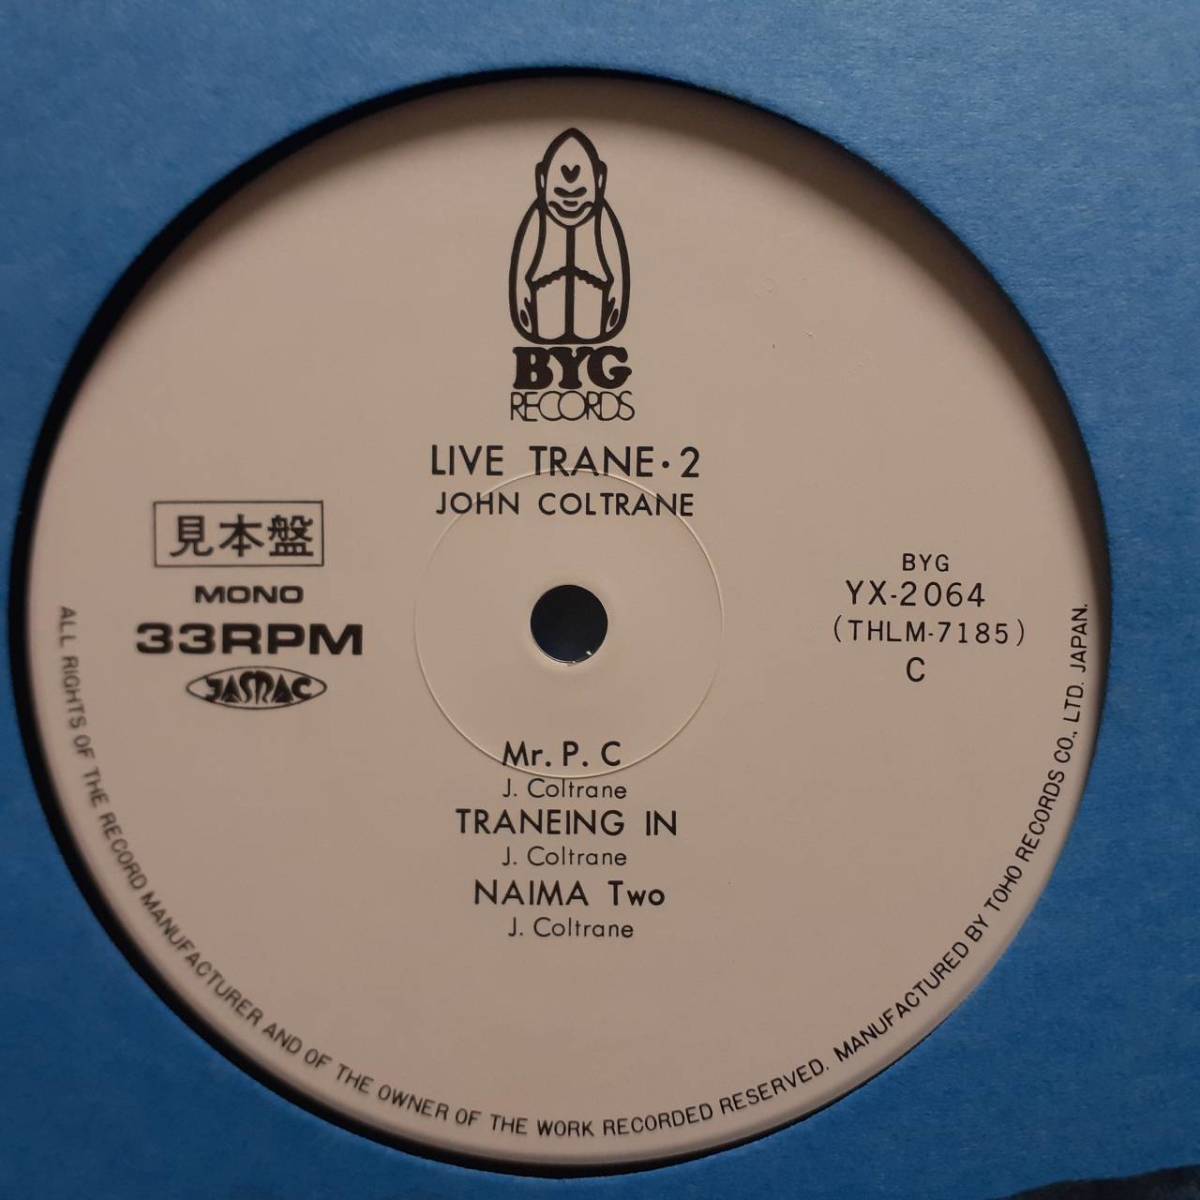 BYG
RECORDS
LIVE TRANE・2
JOHN COLTRANE
見本盤
MONO
33RPM
JASRAC
BYG
YX-2064
(THLM-7185)
C
Mr. P. C
J. Coltrane
TRANEING IN
J. Coltrane
NAIMA Two
J. Coltrane
ALL RIGHTS OF THE RECORD MANUFACTURER AND OF THE OWNER OF THE WORK RECORDED RESERVED. MANUFACTURED BY TOHO RECORDS CO., LTD. JAPAN.